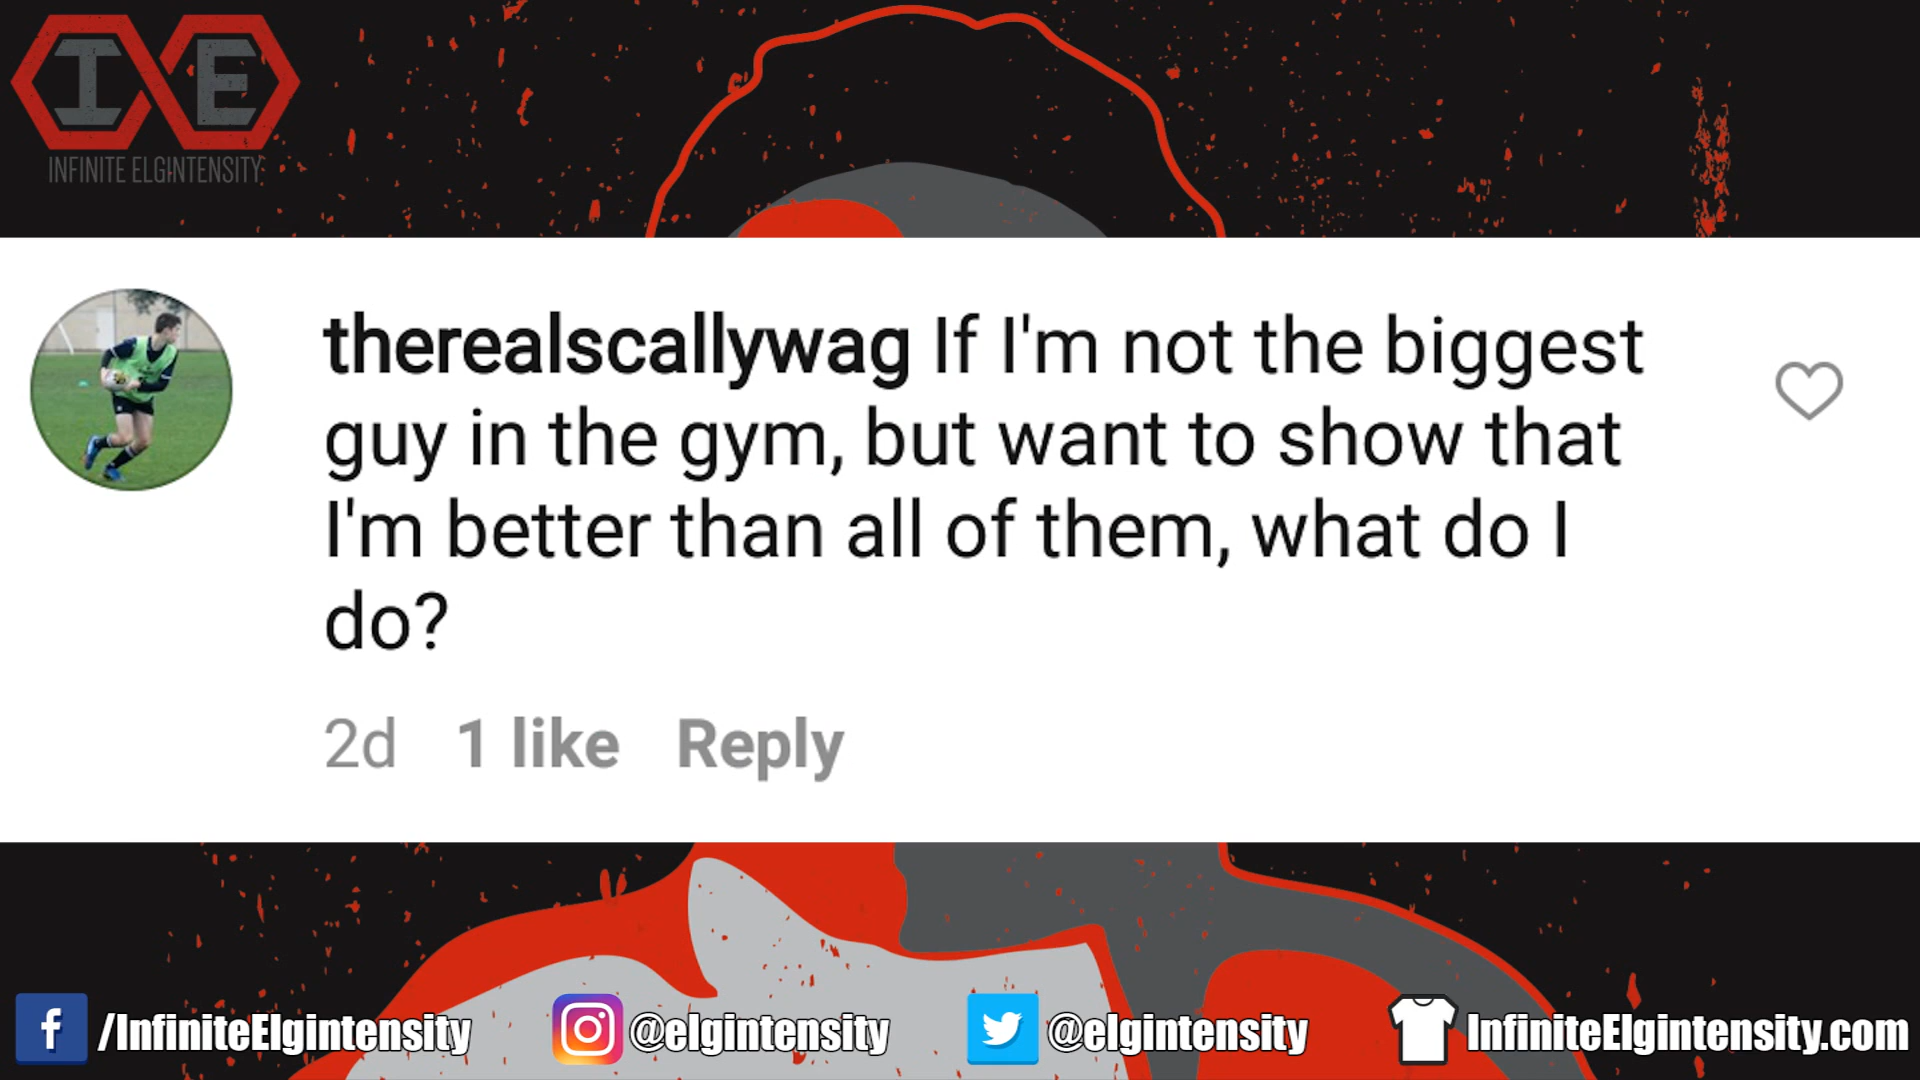 I E
INFINITE ELGINTENSITY
therealscallywag If I'm not the biggest
guy in the gym, but want to show that
I'm better than all of them, what do I
do?
2d 1 like Reply
f /InfiniteElgintensity @elgintensity @elgintensity InfiniteElgintensity.com